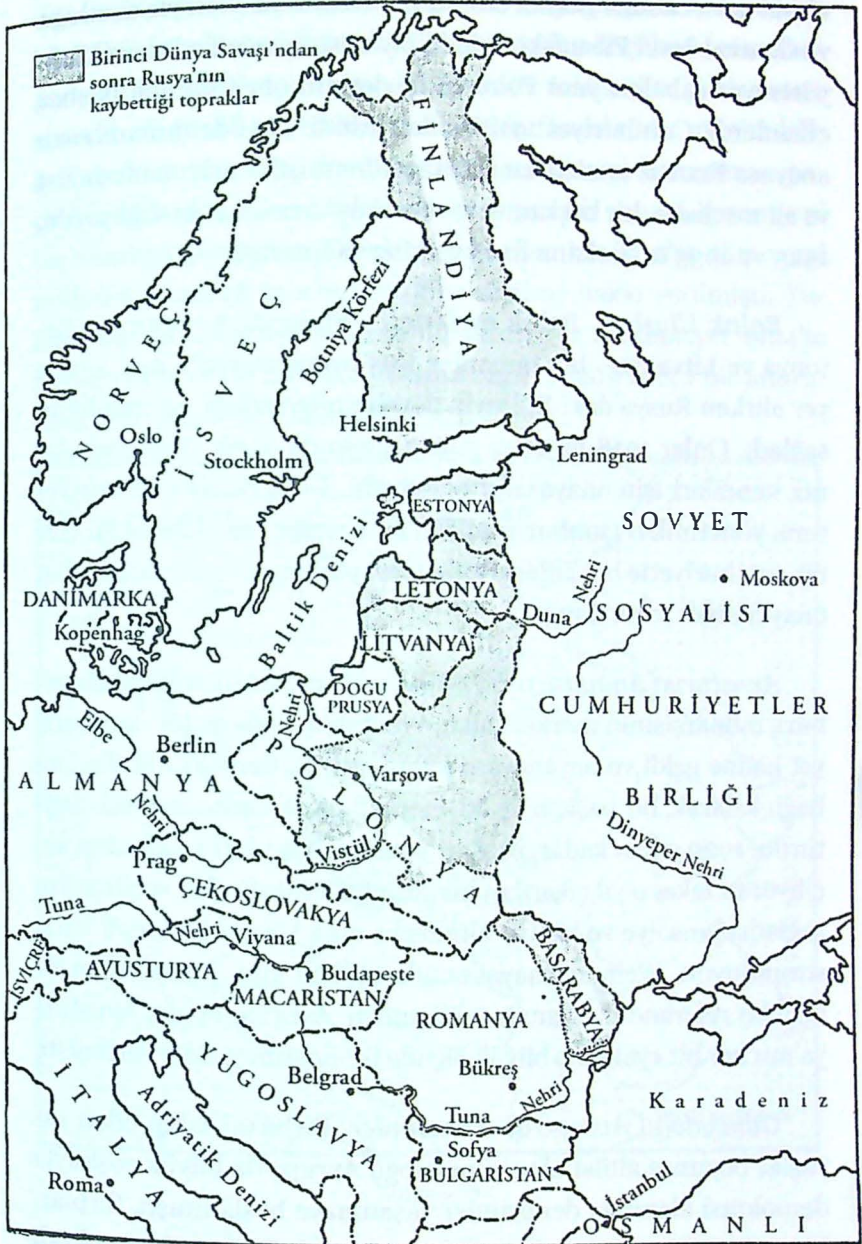 Birinci Dünya Savaşı'ndan
sonra Rusya'nın
kaybettiği topraklar
FİNLANDİYA
NORVEÇ
İSVEÇ
Botniya Körfezi
Helsinki
Oslo
Stockholm
Leningrad
ESTONYA
SOVYET
Baltık Denizi
Moskova
DANİMARKA
LETONYA
Duna Nehri
SOSYALİST
Kopenhag
LİTVANYA
DOĞU
PRUSYA
CUMHURİYETLER
Elbe Nehri
Berlin
Vistül Nehri
POLONYA
Varşova
ALMANYA
BİRLİĞİ
Dinyeper Nehri
Prag
ÇEKOSLOVAKYA
Tuna Nehri
Viyana
İSVİÇRE
AVUSTURYA
Budapeşte
MACARİSTAN
BESARABYA
ROMANYA
YUGOSLAVYA
Belgrad
Bükreş
Karadeniz
İTALYA
Adriyatik Denizi
Tuna Nehri
Sofya
BULGARİSTAN
Roma
İstanbul
OSMANLI